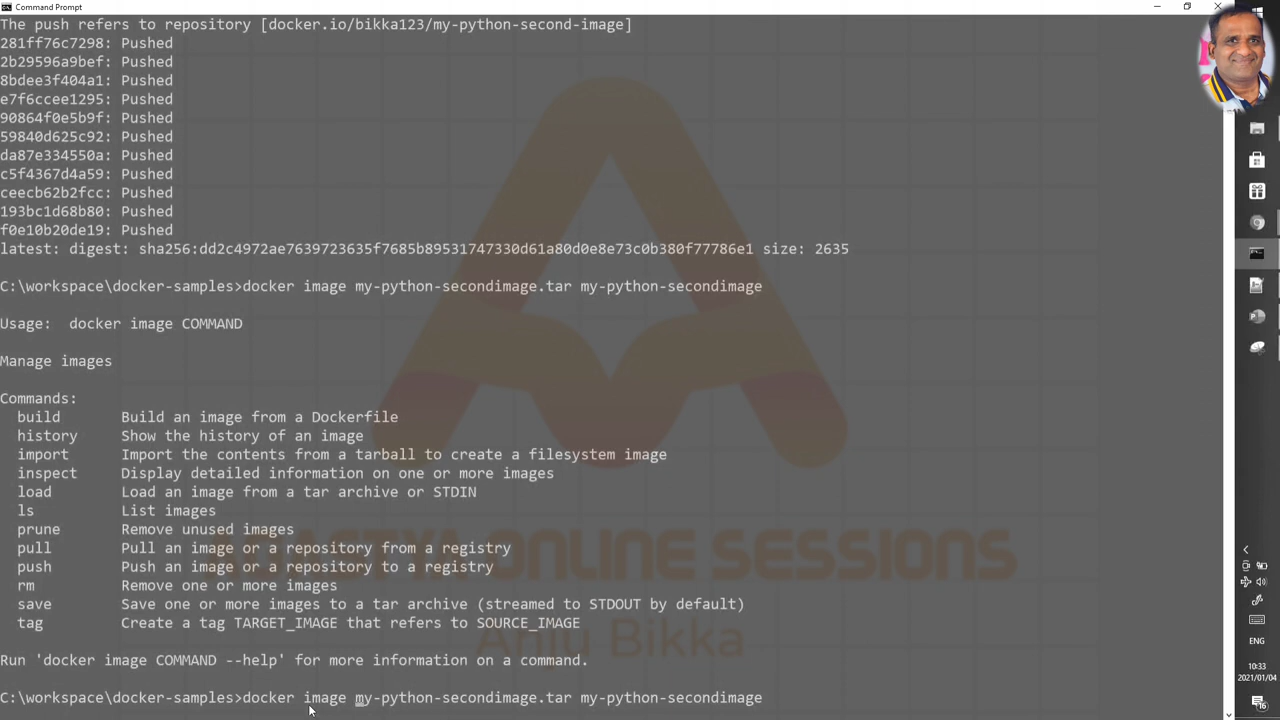 Command Prompt
The push refers to repository [docker.io/bikka123/my-python-second-image]
281ff76c7298: Pushed
2b29596a9bef: Pushed
8bdee3f404a1: Pushed
e7f6ccee1295: Pushed
90864f0e5b9f: Pushed
59840d625c92: Pushed
da87e334550a: Pushed
c5f4367d4a59: Pushed
ceecb62b2fcc: Pushed
193bc1d68b80: Pushed
f0e10b20de19: Pushed
latest: digest: sha256:dd2c4972ae7639723635f7685b89531747330d61a80d0e8e73c0b380f77786e1 size: 2635
C:\workspace\docker-samples>docker image my-python-secondimage.tar my-python-secondimage
Usage:  docker image COMMAND
Manage images
Commands:
build Build an image from a Dockerfile
history Show the history of an image
import Import the contents from a tarball to create a filesystem image
inspect Display detailed information on one or more images
load Load an image from a tar archive or STDIN
ls List images
prune Remove unused images
pull Pull an image or a repository from a registry
push Push an image or a repository to a registry
rm Remove one or more images
save Save one or more images to a tar archive (streamed to STDOUT by default)
tag Create a tag TARGET_IMAGE that refers to SOURCE_IMAGE
ONLINE SESSIONS
Bikka
Run 'docker image COMMAND --help' for more information on a command.
C:\workspace\docker-samples>docker image my-python-secondimage.tar my-python-secondimage
ENG
10:33
2021/01/04
16